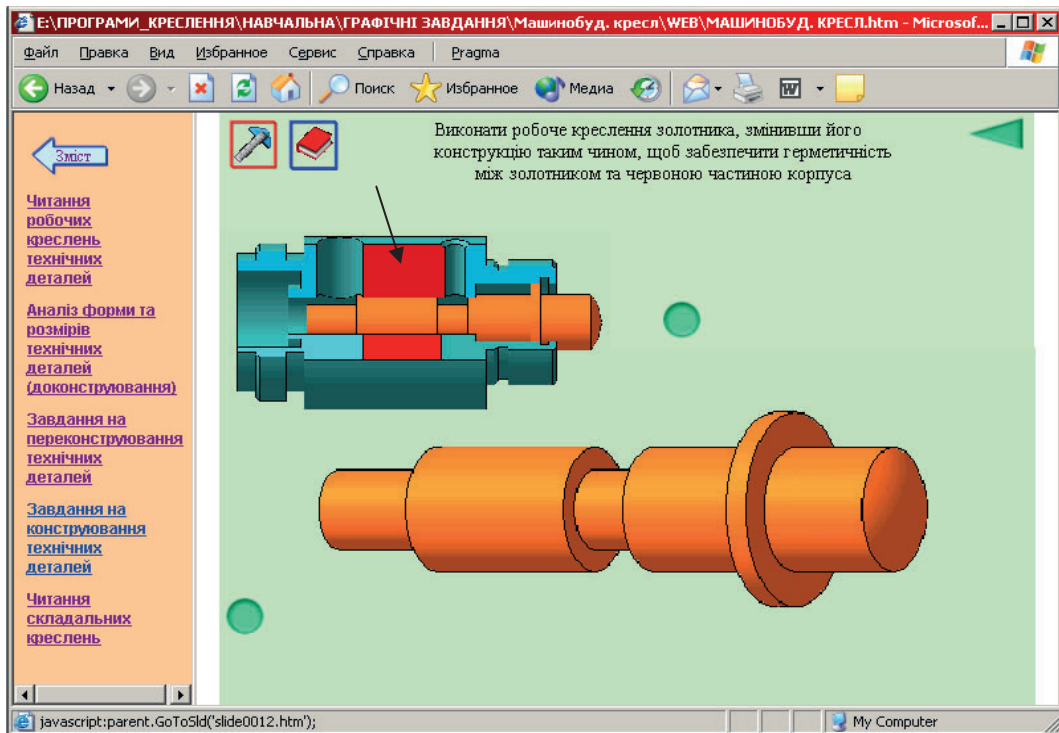 E:\ПРОГРАМИ_КРЕСЛЕННЯ\НАВЧАЛЬНА\ГРАФІЧНІ ЗАВДАННЯ\Машинобуд. кресл\WEB\МАШИНОБУД. КРЕСЛ.htm - Microsof...
Файл Правка Вид Избранное Сервис Справка Pragma
Назад Поиск Избранное Медиа
Зміст
Читання
робочих
креслень
технічних
деталей
Аналіз форми та
розмірів
технічних
деталей
(доконструювання)
Завдання на
переконструювання
технічних
деталей
Завдання на
конструювання
технічних
деталей
Читання
складальних
креслень
Виконати робоче креслення золотника, змінивши його
конструкцію таким чином, щоб забезпечити герметичність
між золотником та червоною частиною корпуса
javascript:parent.GoToSld('slide0012.htm');
My Computer